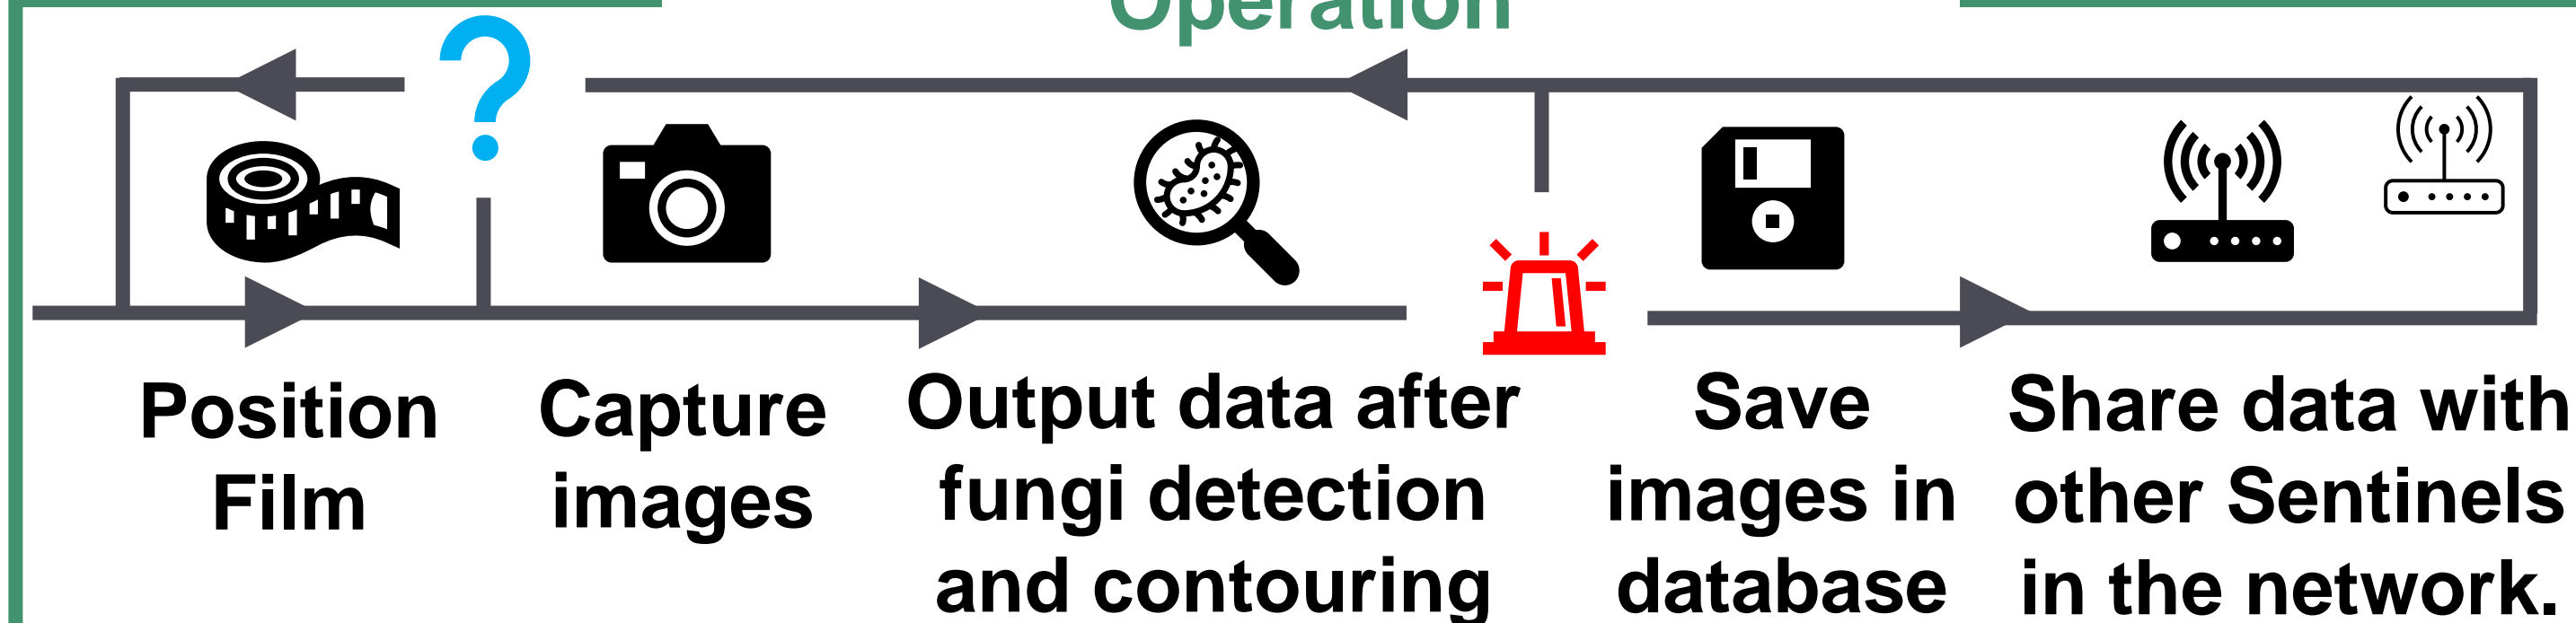 Operation
?
Position
Film
Capture
images
Output data after
fungi detection
and contouring
Save
images in
database
Share data with
other Sentinels
in the network.